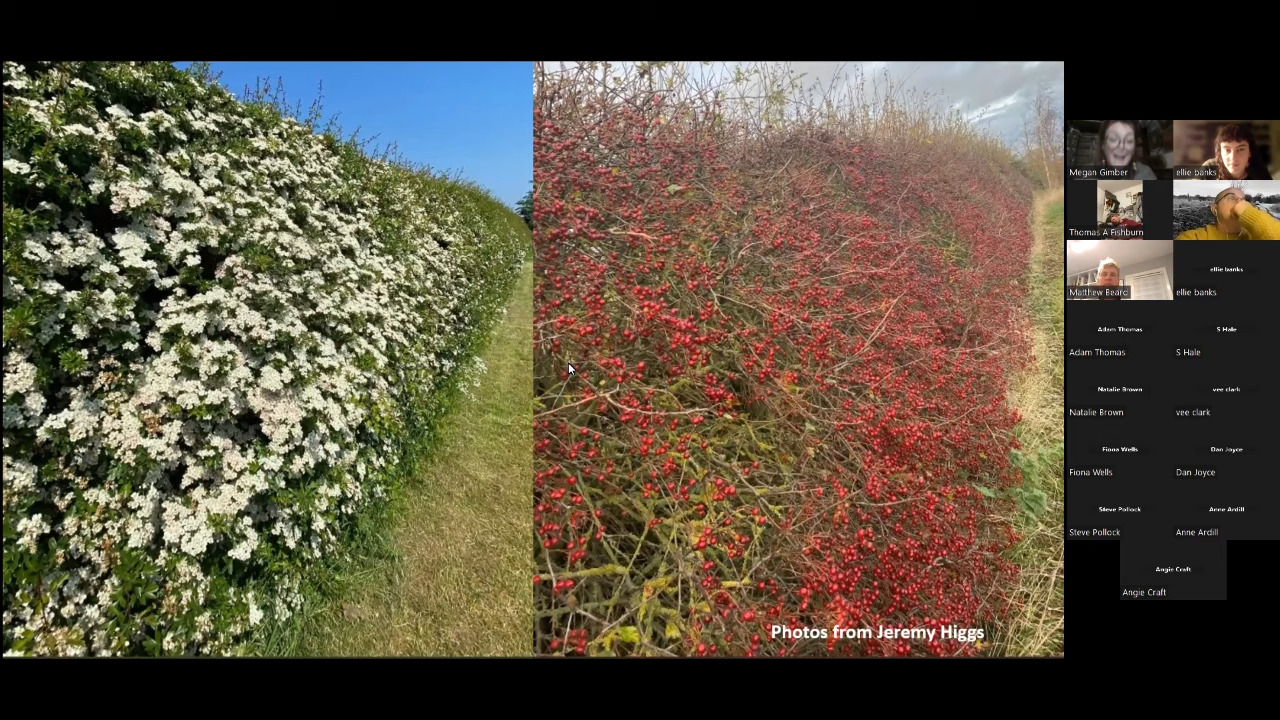 Photos from Jeremy Higgs
Megan Gimber
ellie banks
Thomas A Fishburn
Matthew Beard
ellie banks
ellie banks
Adam Thomas
S Hale
Adam Thomas
S Hale
Natalie Brown
vee clark
Natalie Brown
vee clark
Fiona Wells
Dan Joyce
Fiona Wells
Dan Joyce
Steve Pollock
Anne Ardill
Steve Pollock
Anne Ardill
Angie Craft
Angie Craft